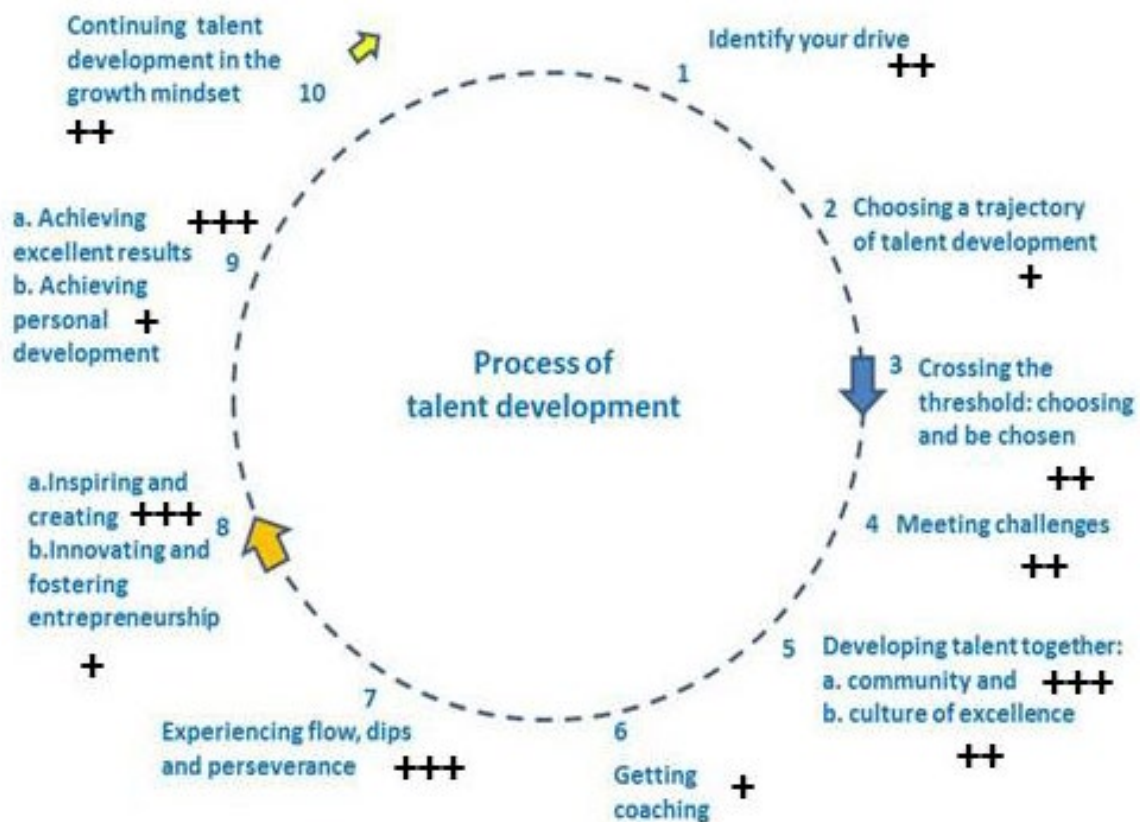 Process of
talent development
1 Identify your drive
++
2 Choosing a trajectory
of talent development
+
3 Crossing the
threshold: choosing
and be chosen
++
4 Meeting challenges
++
5 Developing talent together:
a. community and +++
b. culture of excellence
++
6
Getting +
coaching
7
Experiencing flow, dips
and perseverance +++
a.Inspiring and
creating +++ 8
b.Innovating and
fostering
entrepreneurship
+
a. Achieving +++
excellent results 9
b. Achieving
personal +
development
Continuing talent
development in the
growth mindset 10
++